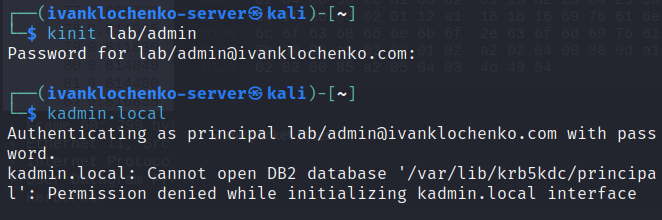 ┌──(ivanklochenko-server㉿kali)-[~]
└─$ kinit lab/admin
Password for lab/admin@ivanklochenko.com:
┌──(ivanklochenko-server㉿kali)-[~]
└─$ kadmin.local
Authenticating as principal lab/admin@ivanklochenko.com with pass
word.
kadmin.local: Cannot open DB2 database '/var/lib/krb5kdc/principa
l': Permission denied while initializing kadmin.local interface